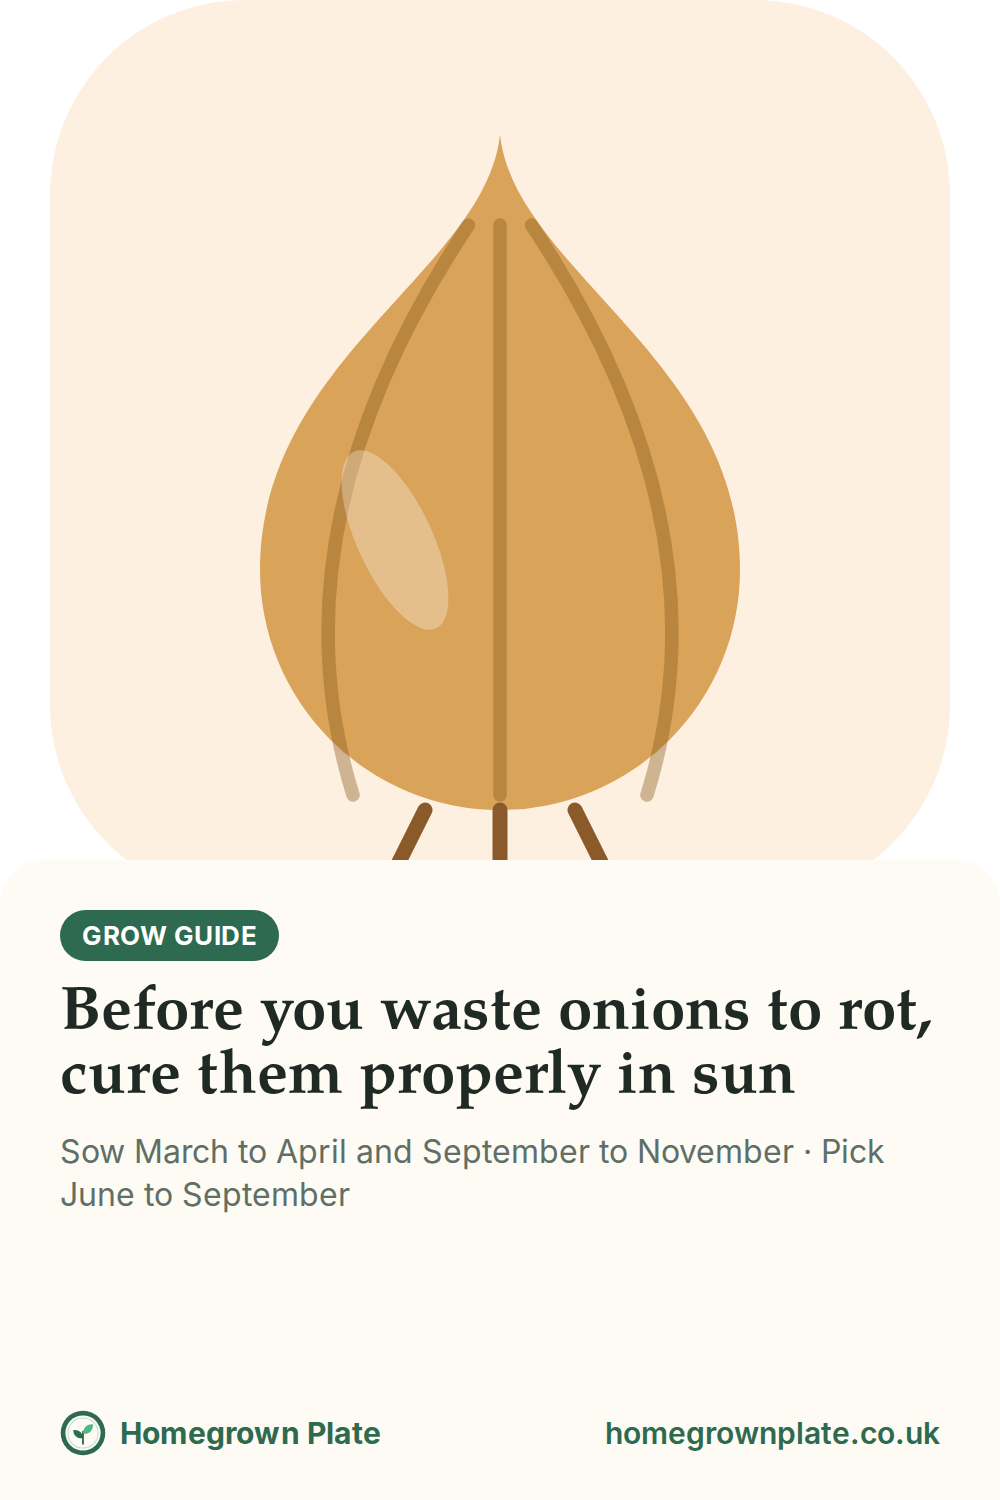 GROW GUIDE
Before you waste onions to rot,
cure them properly in sun
Sow March to April and September to November · Pick
June to September
Homegrown Plate
homegrownplate.co.uk